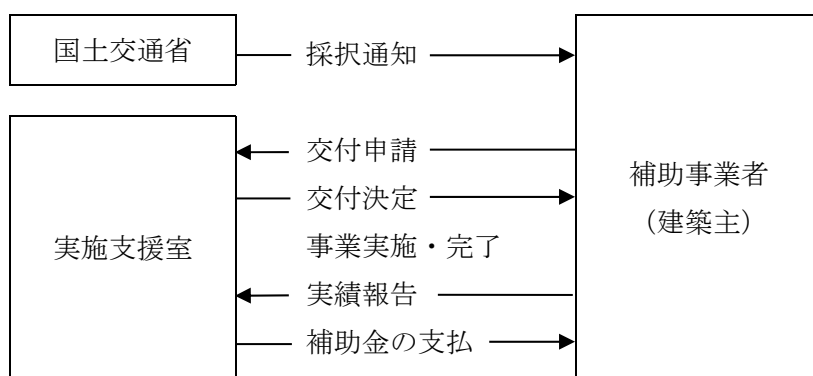 国土交通省
採択通知
交付申請
交付決定
事業実施・完了
実績報告
補助金の支払
実施支援室
補助事業者
（建築主）